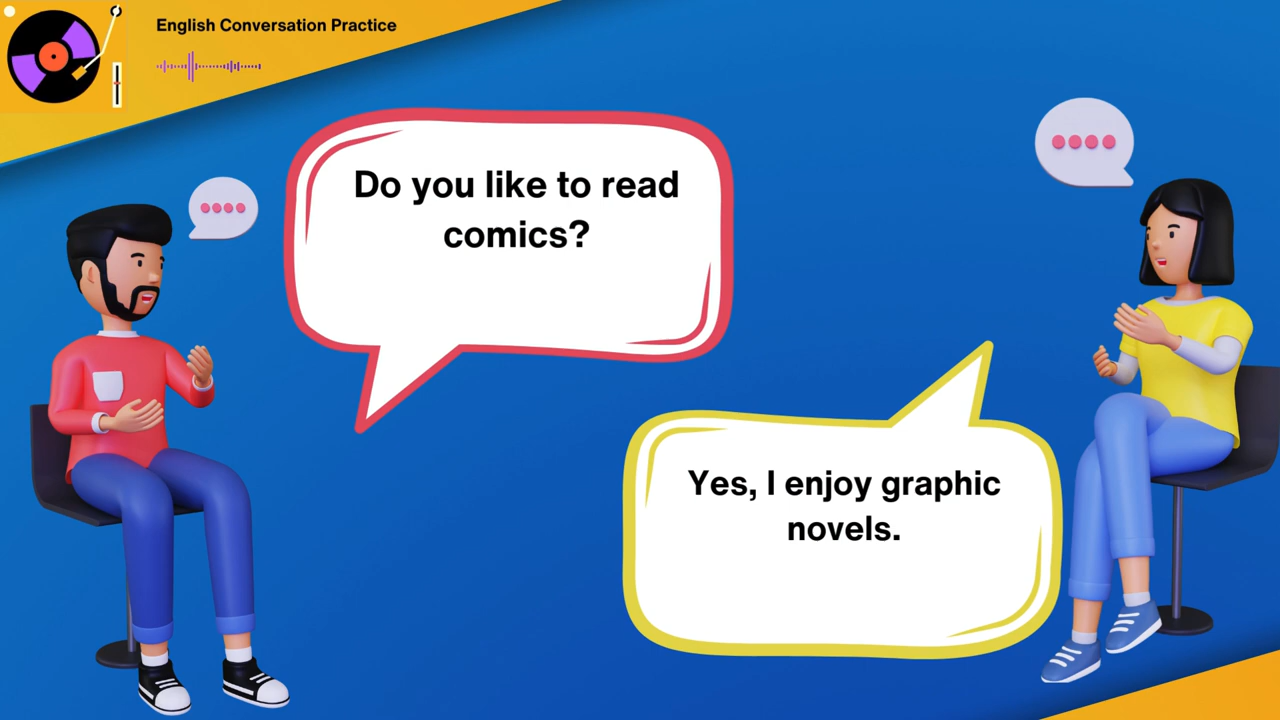 English Conversation Practice
Do you like to read
comics?
Yes, I enjoy graphic
novels.